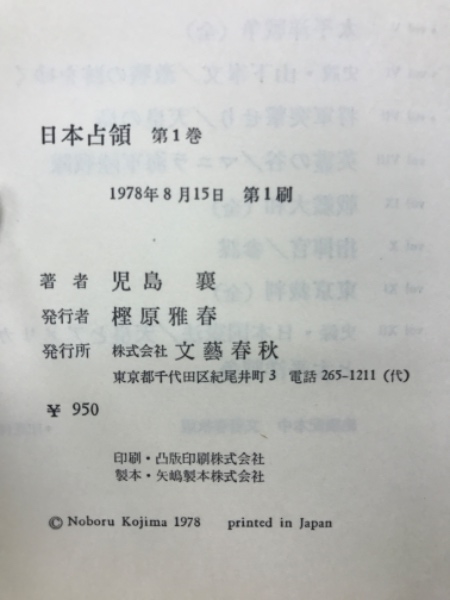 日本占領 第1巻
1978年8月15日 第1刷
著者 児島 襄
発行者 樫原雅春
発行所 株式会社 文藝春秋
東京都千代田区紀尾井町3 電話 265-1211 (代)
¥ 950
印刷・凸版印刷株式会社
製本・矢嶋製本株式会社
© Noboru Kojima 1978 printed in Japan